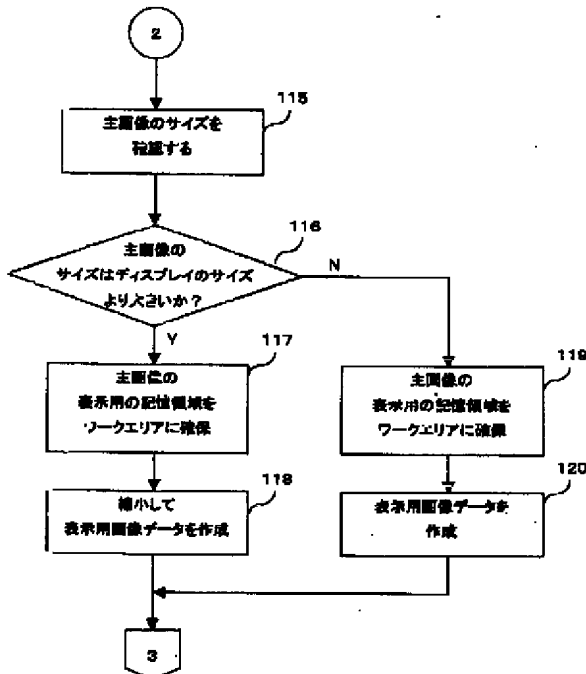 2
115
主画像のサイズを
確認する
116
主画像の
サイズはディスプレイのサイズ
より大きいか？
N
Y
117
主画像の
表示用の記憶領域を
ワークエリアに確保
119
主画像の
表示用の記憶領域を
ワークエリアに確保
118
縮小して
表示用画像データを作成
120
表示用画像データを
作成
3